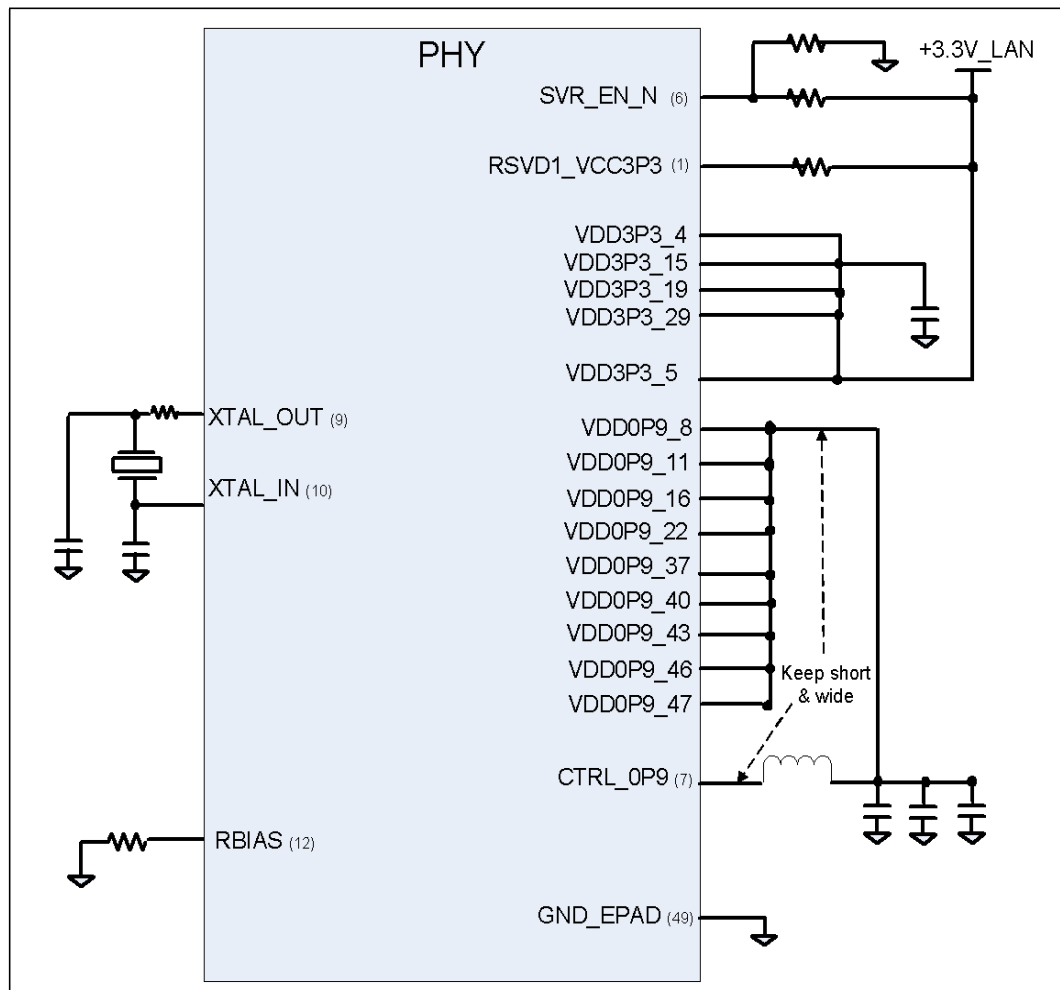 PHY
+3.3V_LAN
SVR_EN_N (6)
RSVD1_VCC3P3 (1)
VDD3P3_4
VDD3P3_15
VDD3P3_19
VDD3P3_29
VDD3P3_5
XTAL_OUT (9)
VDD0P9_8
VDD0P9_11
XTAL_IN (10)
VDD0P9_16
VDD0P9_22
VDD0P9_37
VDD0P9_40
VDD0P9_43
VDD0P9_46
VDD0P9_47
Keep short
& wide
CTRL_0P9 (7)
RBIAS (12)
GND_EPAD (49)